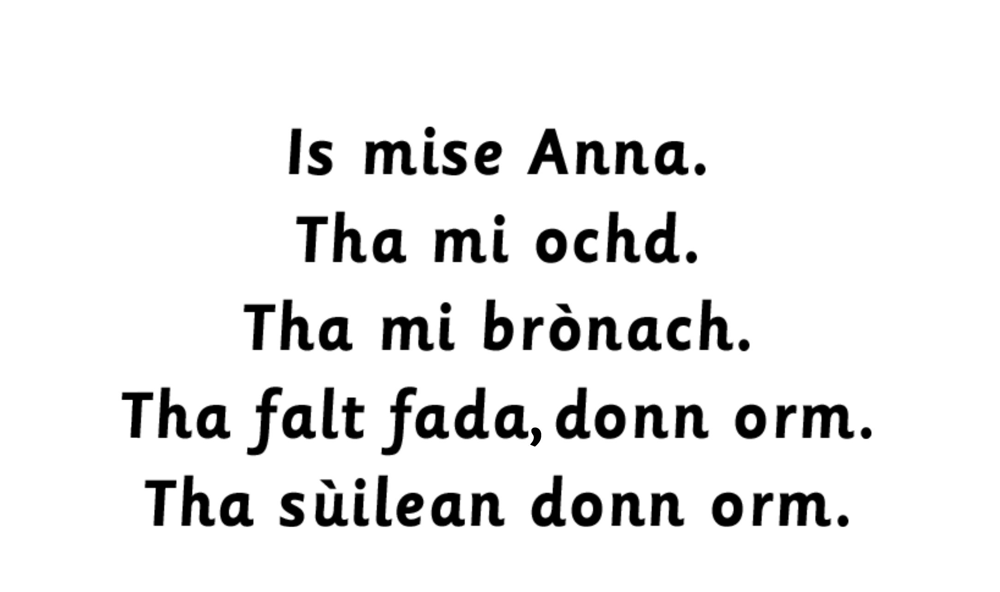 Is mise Anna.
Tha mi ochd.
Tha mi brònach.
Tha falt fada, donn orm.
Tha sùilean donn orm.